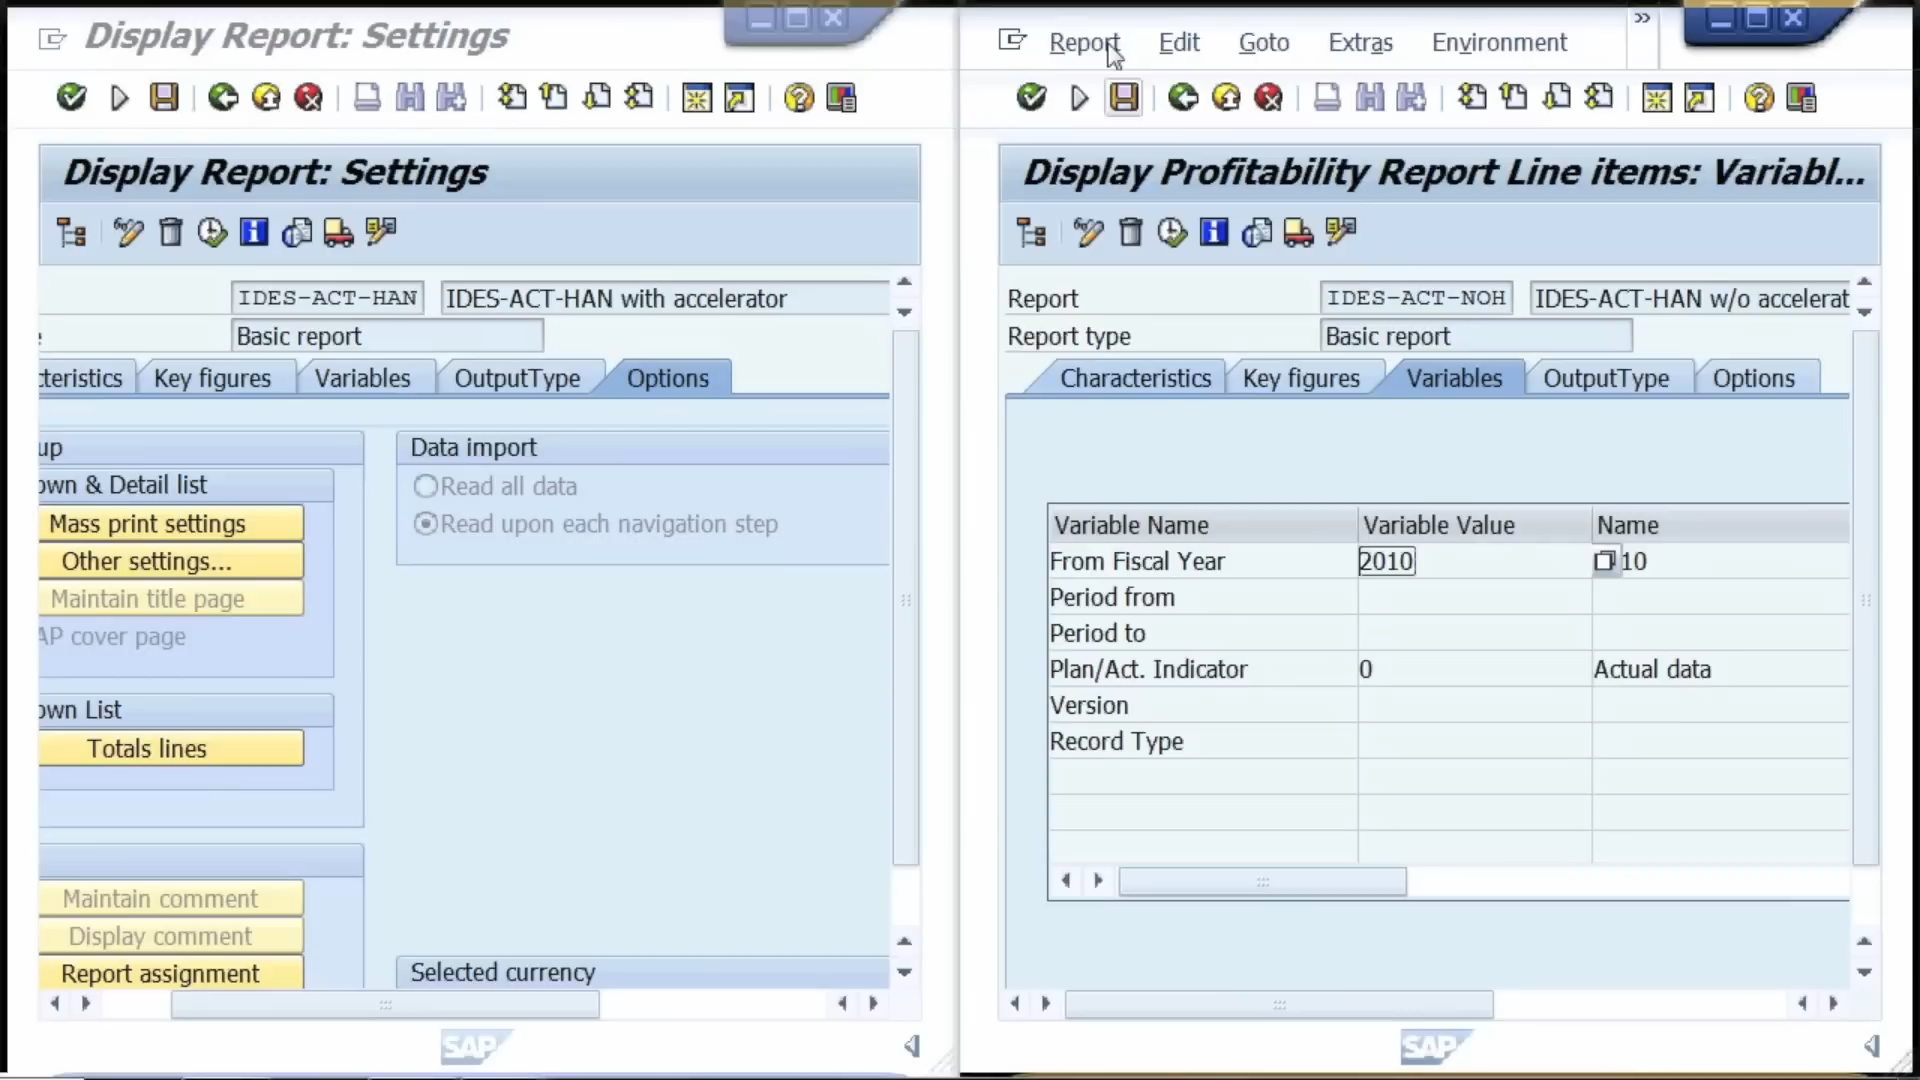 Display Report: Settings
Display Report: Settings
IDES-ACT-HAN IDES-ACT-HAN with accelerator
Basic report
teristics Key figures Variables OutputType Options
up
own & Detail list
Mass print settings
Other settings...
Maintain title page
AP cover page
own List
Totals lines
Maintain comment
Display comment
Report assignment
Data import
Read all data
Read upon each navigation step
Selected currency
SAP
Report Edit Goto Extras Environment »
Display Profitability Report Line items: Variabl...
Report IDES-ACT-NOH IDES-ACT-HAN w/o accelerat
Report type Basic report
Characteristics Key figures Variables OutputType Options
Variable Name Variable Value Name
From Fiscal Year 2010 10
Period from
Period to
Plan/Act. Indicator 0 Actual data
Version
Record Type
SAP